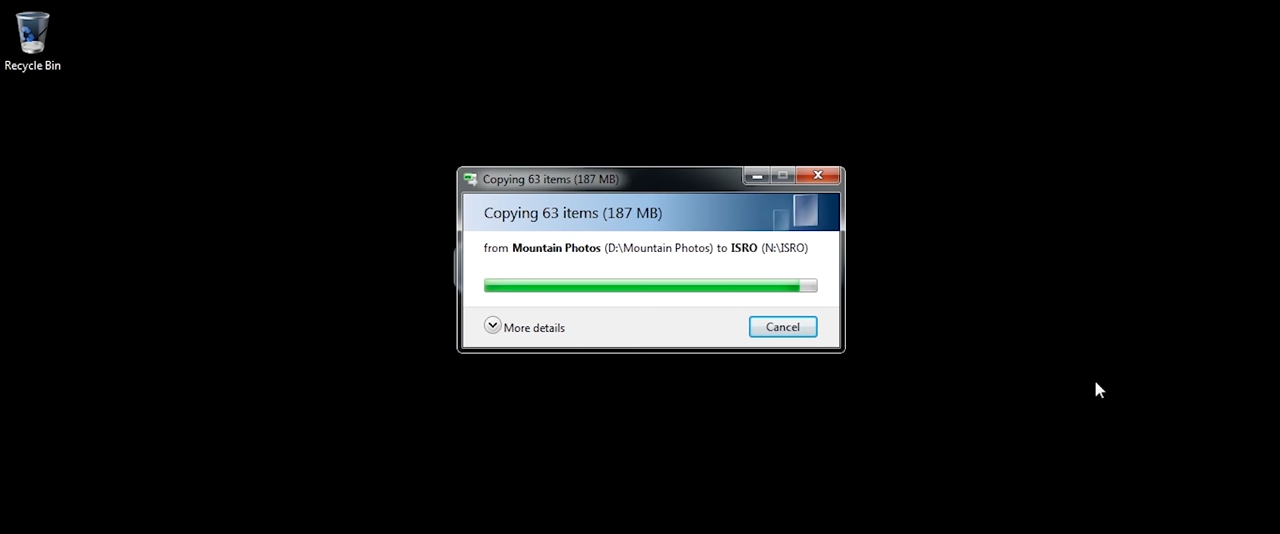 Recycle Bin
Copying 63 items (187 MB)
Copying 63 items (187 MB)
from Mountain Photos (D:\Mountain Photos) to ISRO (N:\ISRO)
More details
Cancel